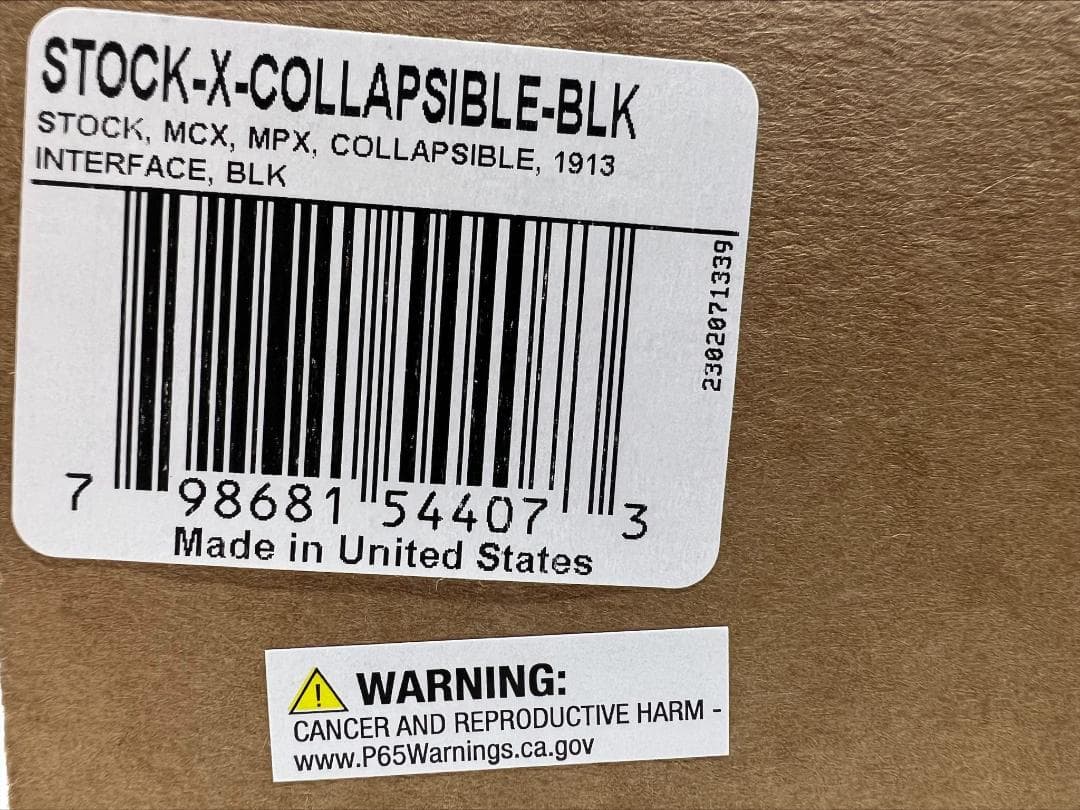 STOCK-X-COLLAPSIBLE-BLK
STOCK, MCX, MPX, COLLAPSIBLE, 1913
INTERFACE, BLK
2302071339
7 98681 54407 3
Made in United States
WARNING:
CANCER AND REPRODUCTIVE HARM -
www.P65Warnings.ca.gov